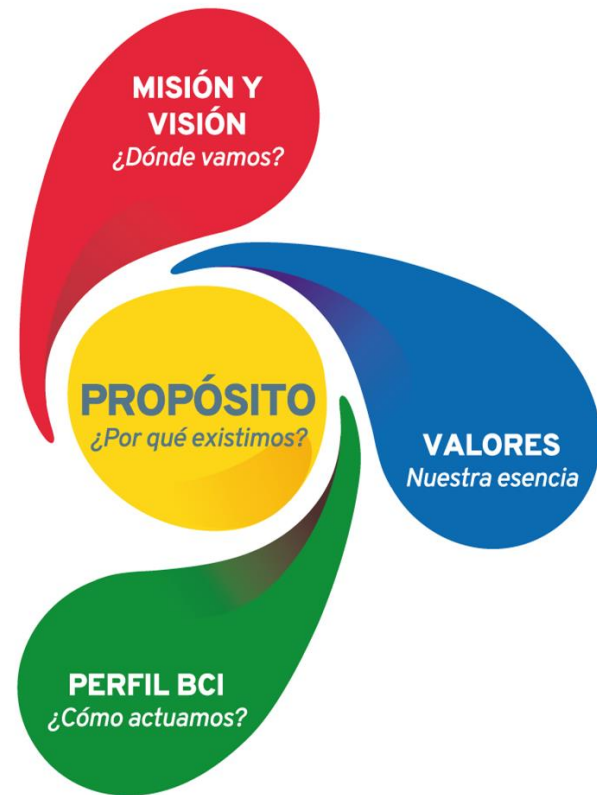 MISIÓN Y
VISIÓN
¿Dónde vamos?
PROPÓSITO
¿Por qué existimos?
VALORES
Nuestra esencia
PERFIL BCI
¿Cómo actuamos?